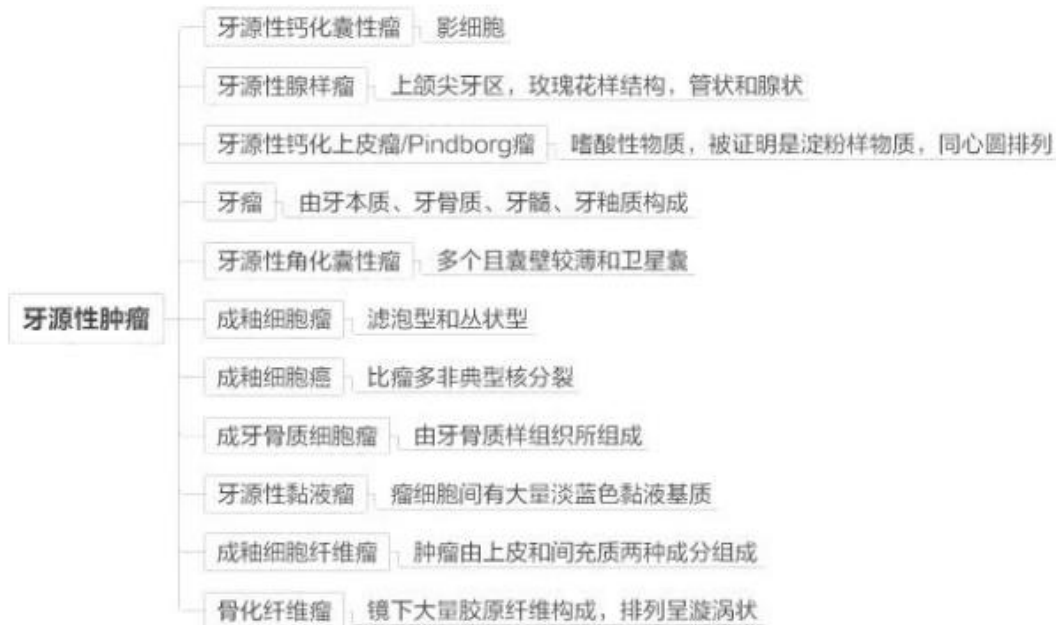 牙源性肿瘤
牙源性钙化囊性瘤 影细胞
牙源性腺样瘤 上颌尖牙区，玫瑰花样结构，管状和腺状
牙源性钙化上皮瘤/Pindborg瘤 嗜酸性物质，被证明是淀粉样物质，同心圆排列
牙瘤 由牙本质、牙骨质、牙髓、牙釉质构成
牙源性角化囊性瘤 多个且囊壁较薄和卫星囊
成釉细胞瘤 滤泡型和丛状型
成釉细胞癌 比瘤多非典型核分裂
成牙骨质细胞瘤 由牙骨质样组织所组成
牙源性黏液瘤 瘤细胞间有大量淡蓝色黏液基质
成釉细胞纤维瘤 肿瘤由上皮和间充质两种成分组成
骨化纤维瘤 镜下大量胶原纤维构成，排列呈漩涡状